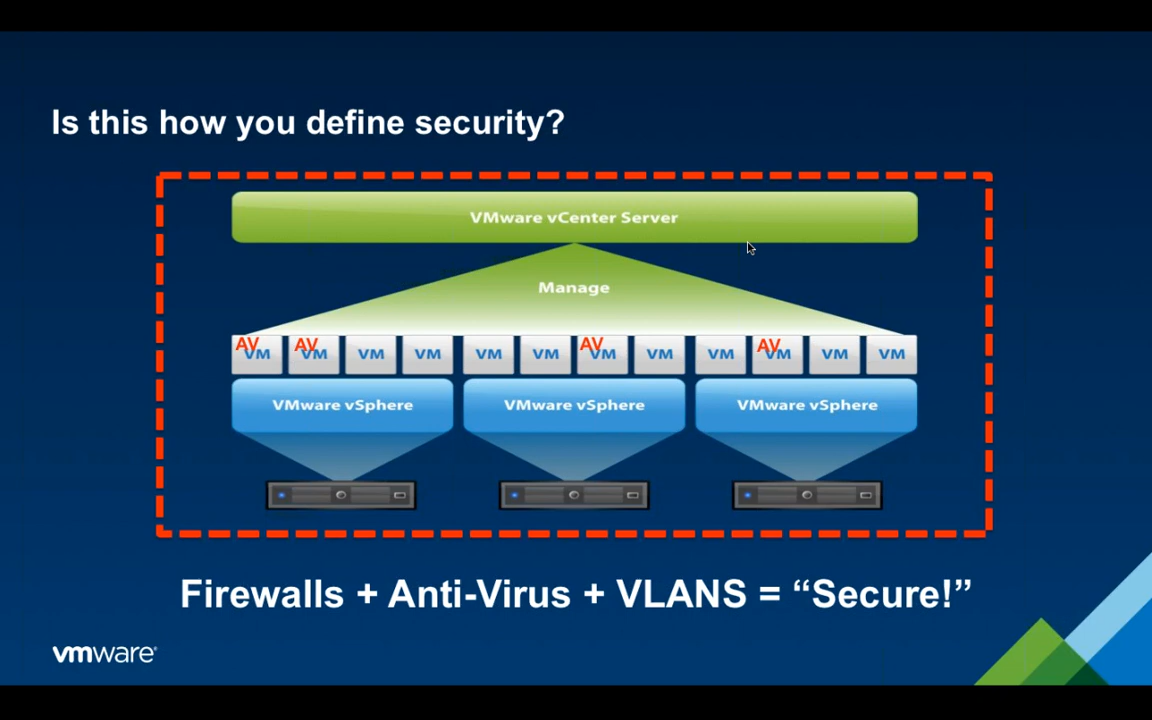 Is this how you define security?
VMware vCenter Server
Manage
AV AV AV AV
VM VM VM VM VM VM VM VM VM VM VM VM
VMware vSphere VMware vSphere VMware vSphere
Firewalls + Anti-Virus + VLANS = “Secure!”
vmware®